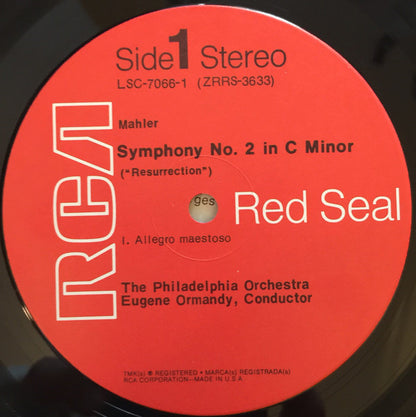 Side 1 Stereo
LSC-7066-1 (ZRRS-3633)
Mahler
Symphony No. 2 in C Minor
("Resurrection")
ges
RCA
Red Seal
I. Allegro maestoso
The Philadelphia Orchestra
Eugene Ormandy, Conductor
TMK(s) ® REGISTERED • MARCA(s) REGISTRADA(s)
RCA CORPORATION—MADE IN U.S.A